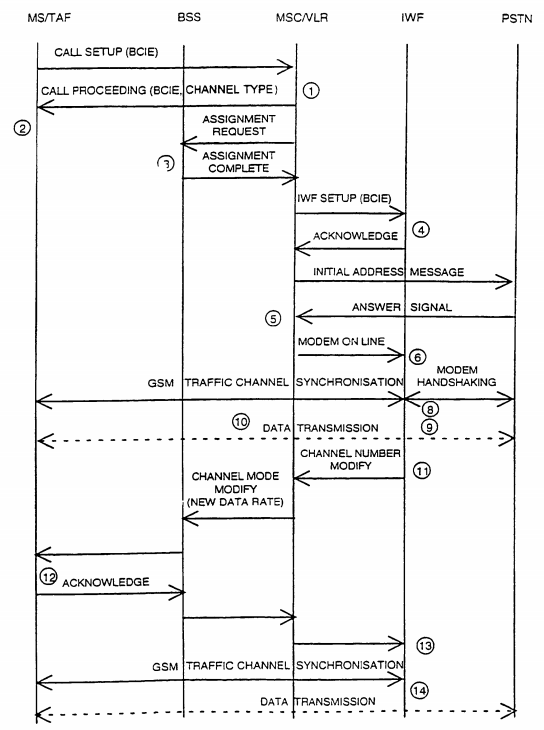 MS/TAF BSS MSC/VLR IWF PSTN
CALL SETUP (BCIE)
CALL PROCEEDING (BCIE, CHANNEL TYPE)
1
2
ASSIGNMENT
REQUEST
3
ASSIGNMENT
COMPLETE
IWF SETUP (BCIE)
4
ACKNOWLEDGE
INITIAL ADDRESS MESSAGE
ANSWER SIGNAL
5
MODEM ON LINE
6
MODEM
HANDSHAKING
GSM TRAFFIC CHANNEL SYNCHRONISATION
8
9
10
DATA TRANSMISSION
CHANNEL NUMBER
MODIFY
11
CHANNEL MODE
MODIFY
(NEW DATA RATE)
12
ACKNOWLEDGE
13
GSM TRAFFIC CHANNEL SYNCHRONISATION
14
DATA TRANSMISSION